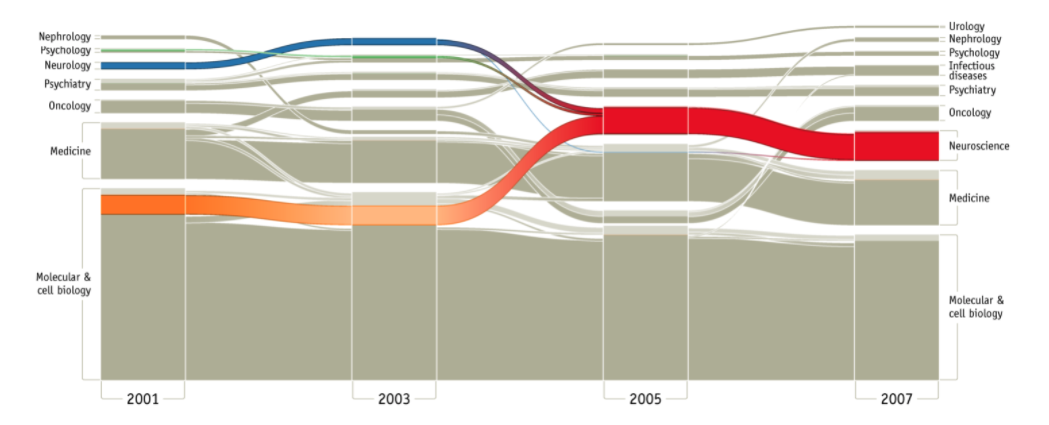 Nephrology
Psychology
Neurology
Psychiatry
Oncology
Medicine
Molecular &
cell biology
Urology
Nephrology
Psychology
Infectious
diseases
Psychiatry
Oncology
Neuroscience
Medicine
Molecular &
cell biology
2001
2003
2005
2007